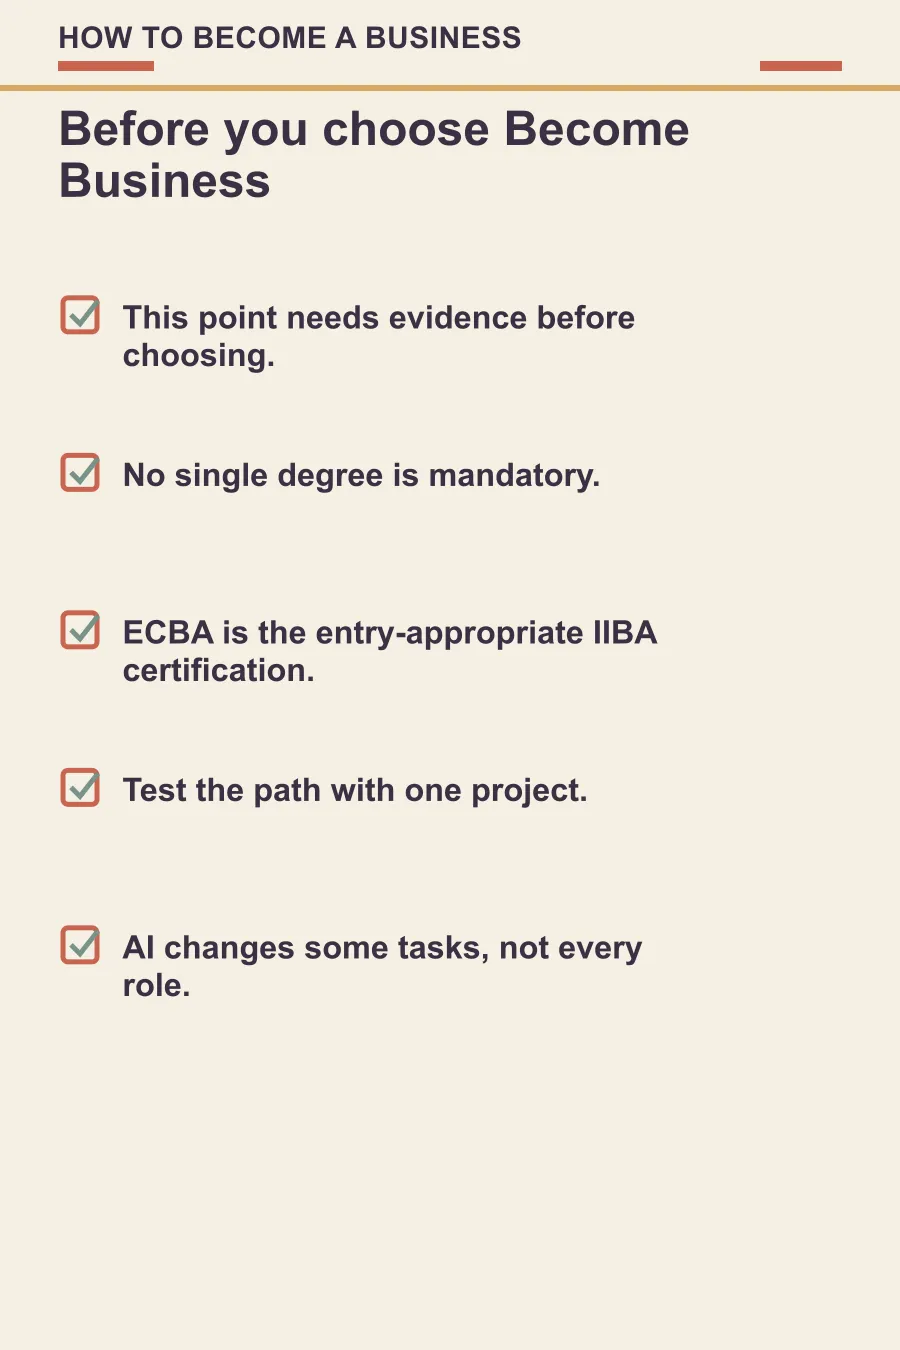 HOW TO BECOME A BUSINESS
Before you choose Become
Business
This point needs evidence before
choosing.
No single degree is mandatory.
ECBA is the entry-appropriate IIBA
certification.
Test the path with one project.
AI changes some tasks, not every
role.